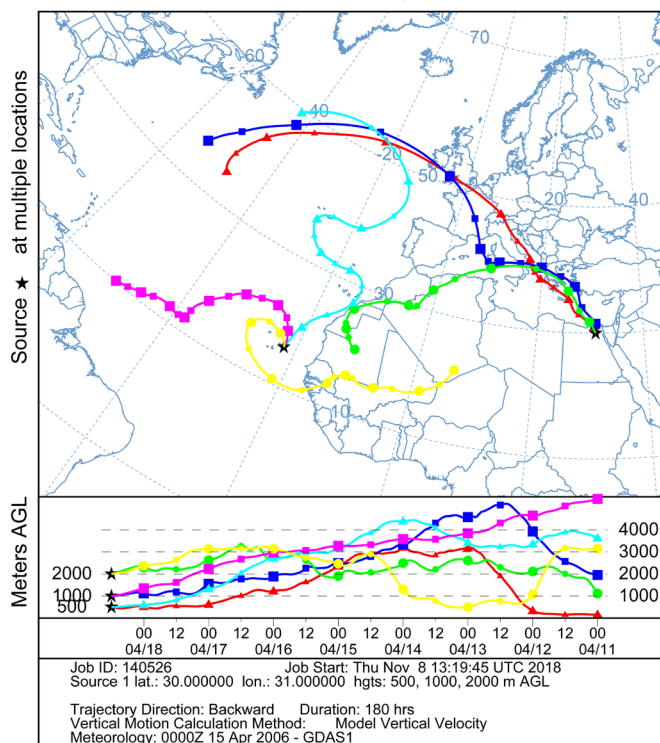 70
60
40
-20
50
20
40
30
10
Source ★ at multiple locations
Meters AGL
4000
3000
2000 2000
1000 1000
500
00 12 00 12 00 12 00 12 00 12 00 12 00 00
04/18 04/17 04/16 04/15 04/14 04/13 04/12 04/11
Job ID: 140526 Job Start: Thu Nov 8 13:19:45 UTC 2018
Source 1 lat.: 30.000000 lon.: 31.000000 hgts: 500, 1000, 2000 m AGL
Trajectory Direction: Backward Duration: 180 hrs
Vertical Motion Calculation Method: Model Vertical Velocity
Meteorology: 0000Z 15 Apr 2006 - GDAS1